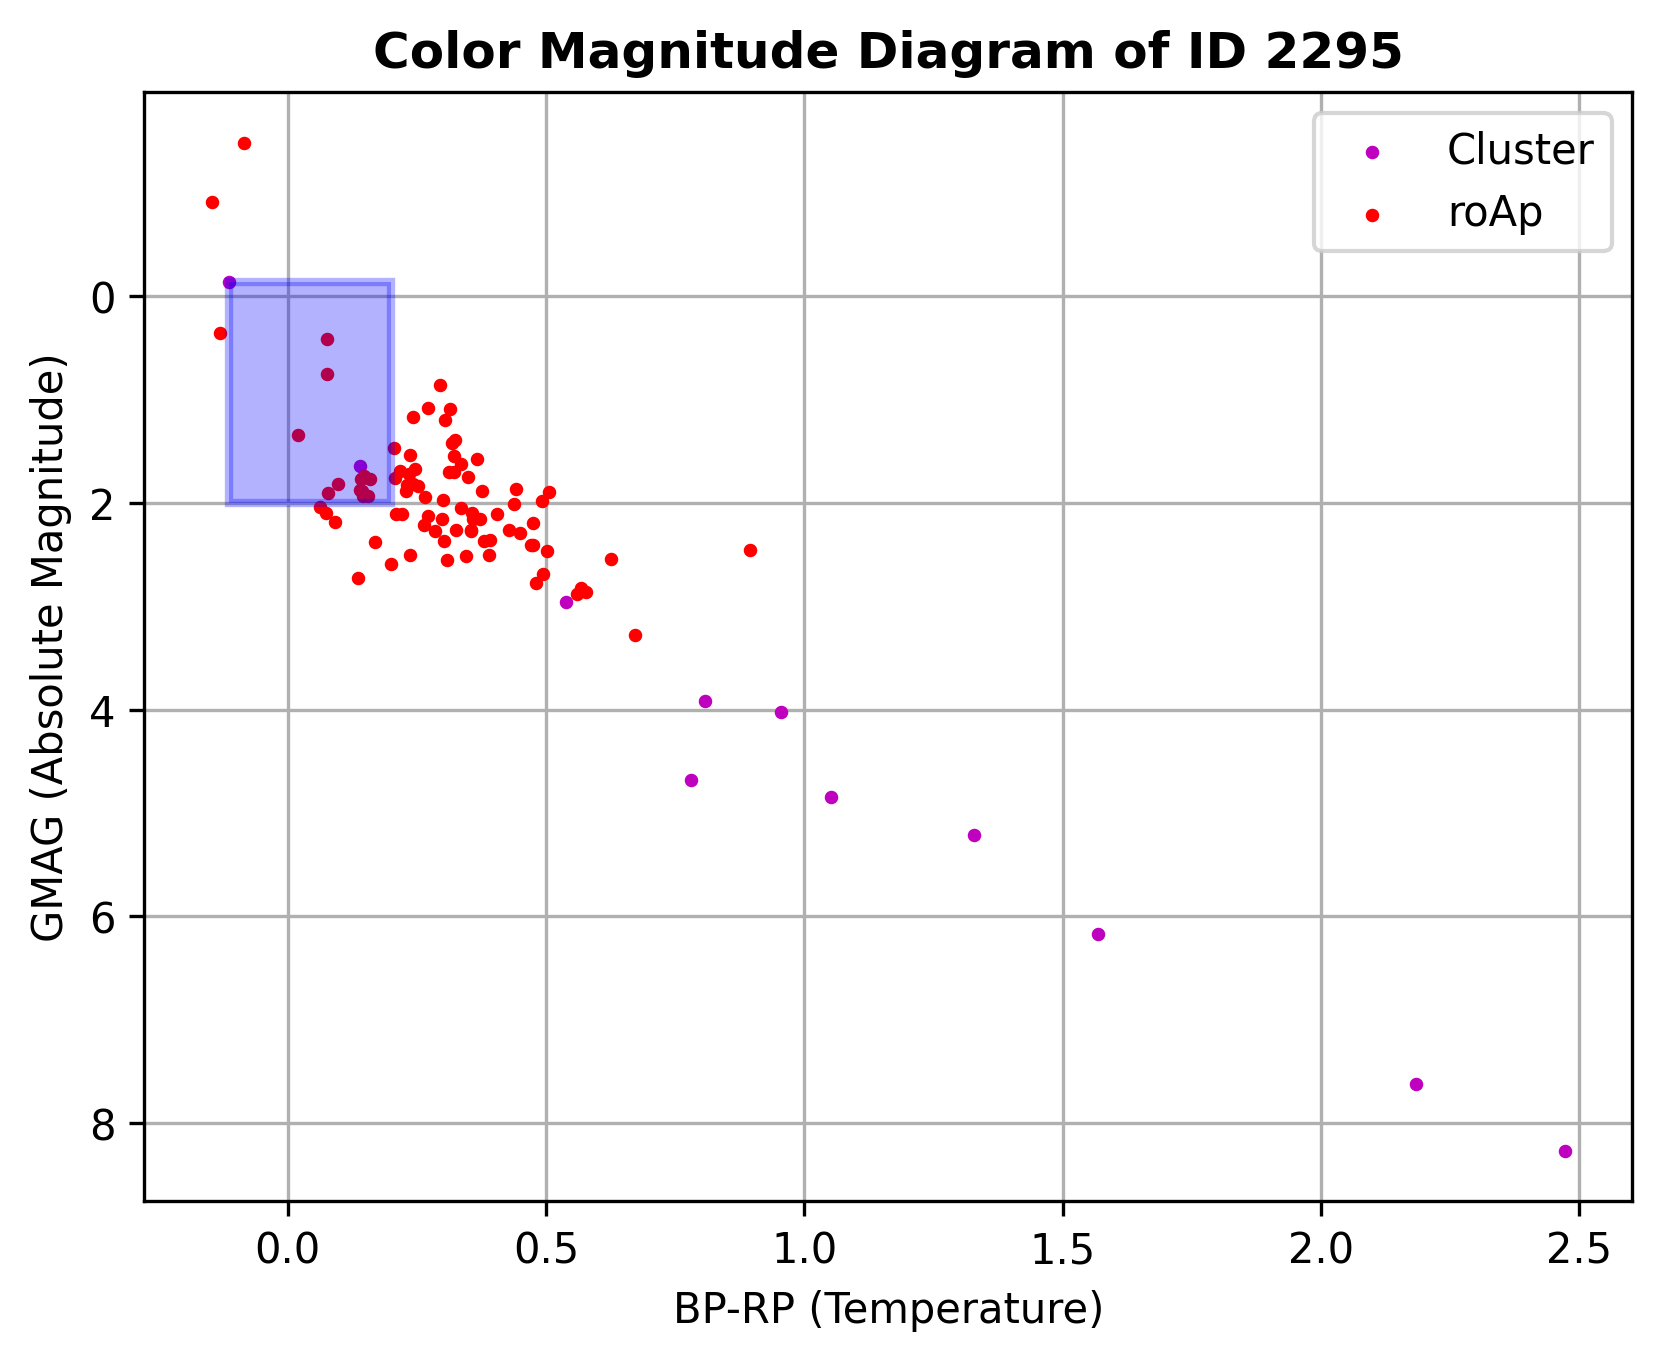 Color Magnitude Diagram of ID 2295
Cluster
roAp
GMAG (Absolute Magnitude)
0
2
4
6
8
0.0 0.5 1.0 1.5 2.0 2.5
BP-RP (Temperature)